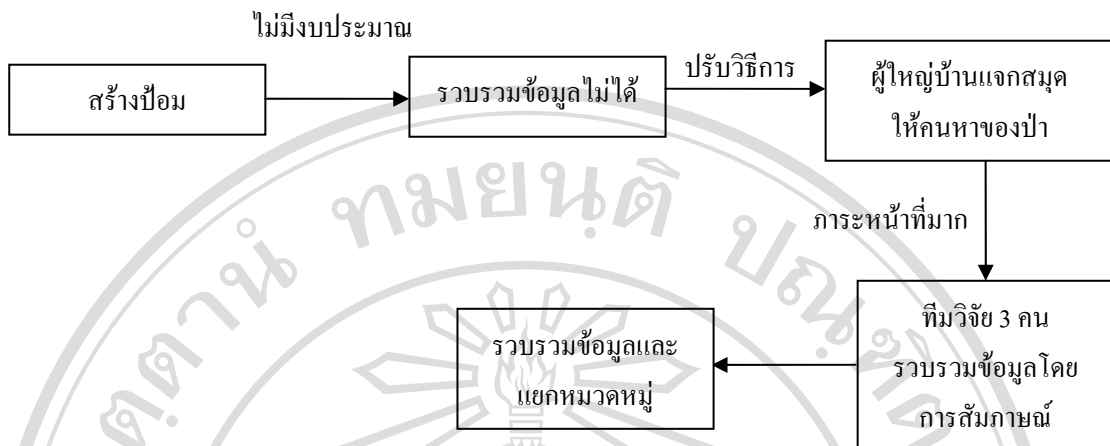 ไม่มีงบประมาณ
สร้างป้อม
รวบรวมข้อมูลไม่ได้
ปรับวิธีการ
ผู้ใหญ่บ้านแจกสมุด
ให้คนหาของป่า
ภาระหน้าที่มาก
ทีมวิจัย 3 คน
รวบรวมข้อมูลโดย
การสัมภาษณ์
รวบรวมข้อมูลและ
แยกหมวดหมู่
ทมยนฺติ